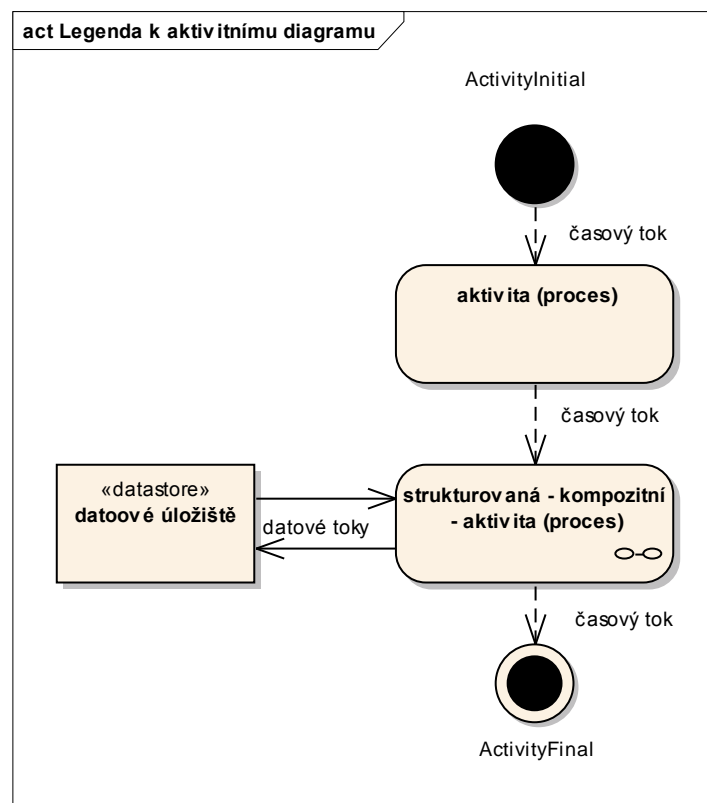 act Legenda k aktivitnímu diagramu
ActivityInitial
časový tok
aktivita (proces)
časový tok
«datastore»
datoové úložiště
datové toky
strukturovaná - kompozitní
- aktivita (proces)
časový tok
ActivityFinal